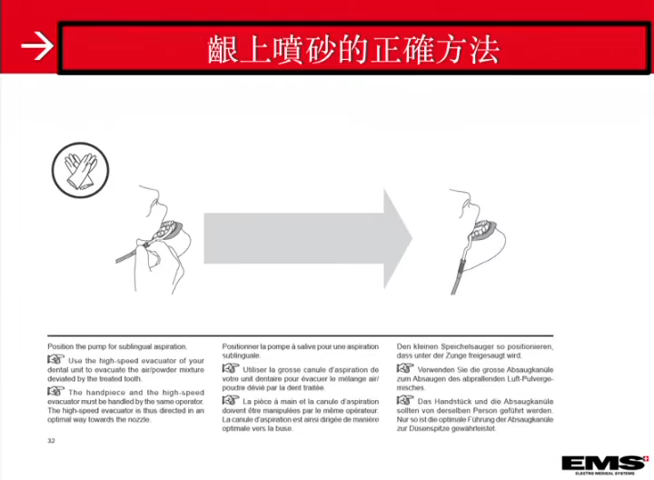 齦上噴砂的正確方法
Position the pump for sublingual aspiration.
Use the high-speed evacuator of your
dental unit to evacuate the air/powder mixture
deviated by the treated tooth.
The handpiece and the high-speed
evacuator must be handled by the same operator.
The high-speed evacuator is thus directed in an
optimal way towards the nozzle.
Positionner la pompe à salive pour une aspiration
sublinguale.
Utiliser la grosse canule d'aspiration de
votre unit dentaire pour évacuer le mélange air/
poudre dévié par la dent traitée.
La pièce à main et la canule d'aspiration
doivent être manipulées par le même opérateur.
La canule d'aspiration est ainsi dirigée de manière
optimale vers la buse.
Den kleinen Speichelsauger so positionieren,
dass unter der Zunge freigesaugt wird.
Verwenden Sie die grosse Absaugkanüle
zum Absaugen des abprallenden Luft-Pulverge-
misches.
Das Handstück und die Absaugkanüle
sollten von derselben Person geführt werden.
Nur so ist die optimale Führung der Absaugkanüle
zur Düsenspitze gewährleistet.
32
EMS
ELECTRO MEDICAL SYSTEMS